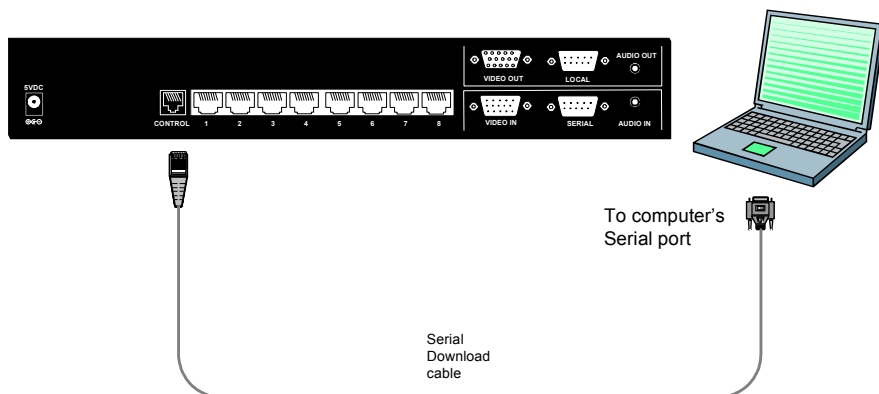 5VDC
CONTROL
1 2 3 4 5 6 7 8
VIDEO OUT
LOCAL
AUDIO OUT
VIDEO IN
SERIAL
AUDIO IN
To computer's
Serial port
Serial
Download
cable